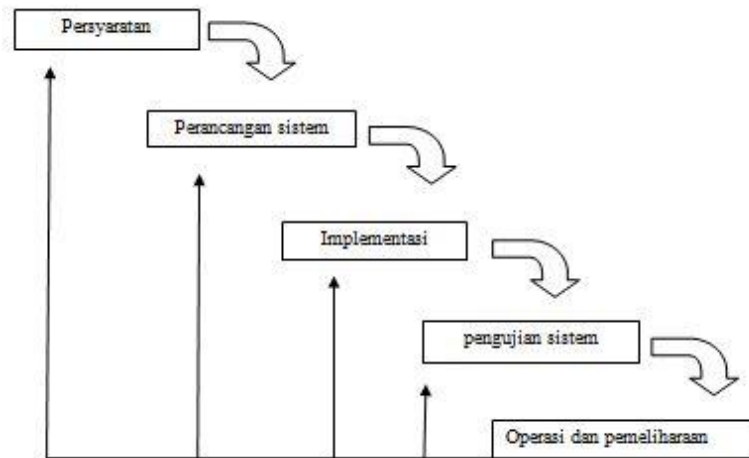 Persyaratan
Perancangan sistem
Implementasi
pengujian sistem
Operasi dan pemeliharaan